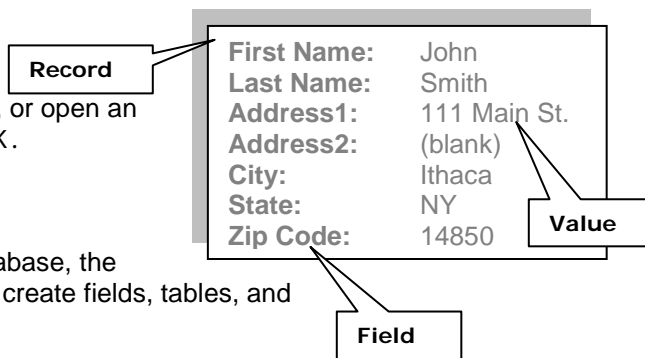 First Name: John
Record
Last Name: Smith
, or open an
Address1: 111 Main St.
K.
Address2: (blank)
City: Ithaca
State: NY
Value
Zip Code: 14850
abase, the
create fields, tables, and
Field